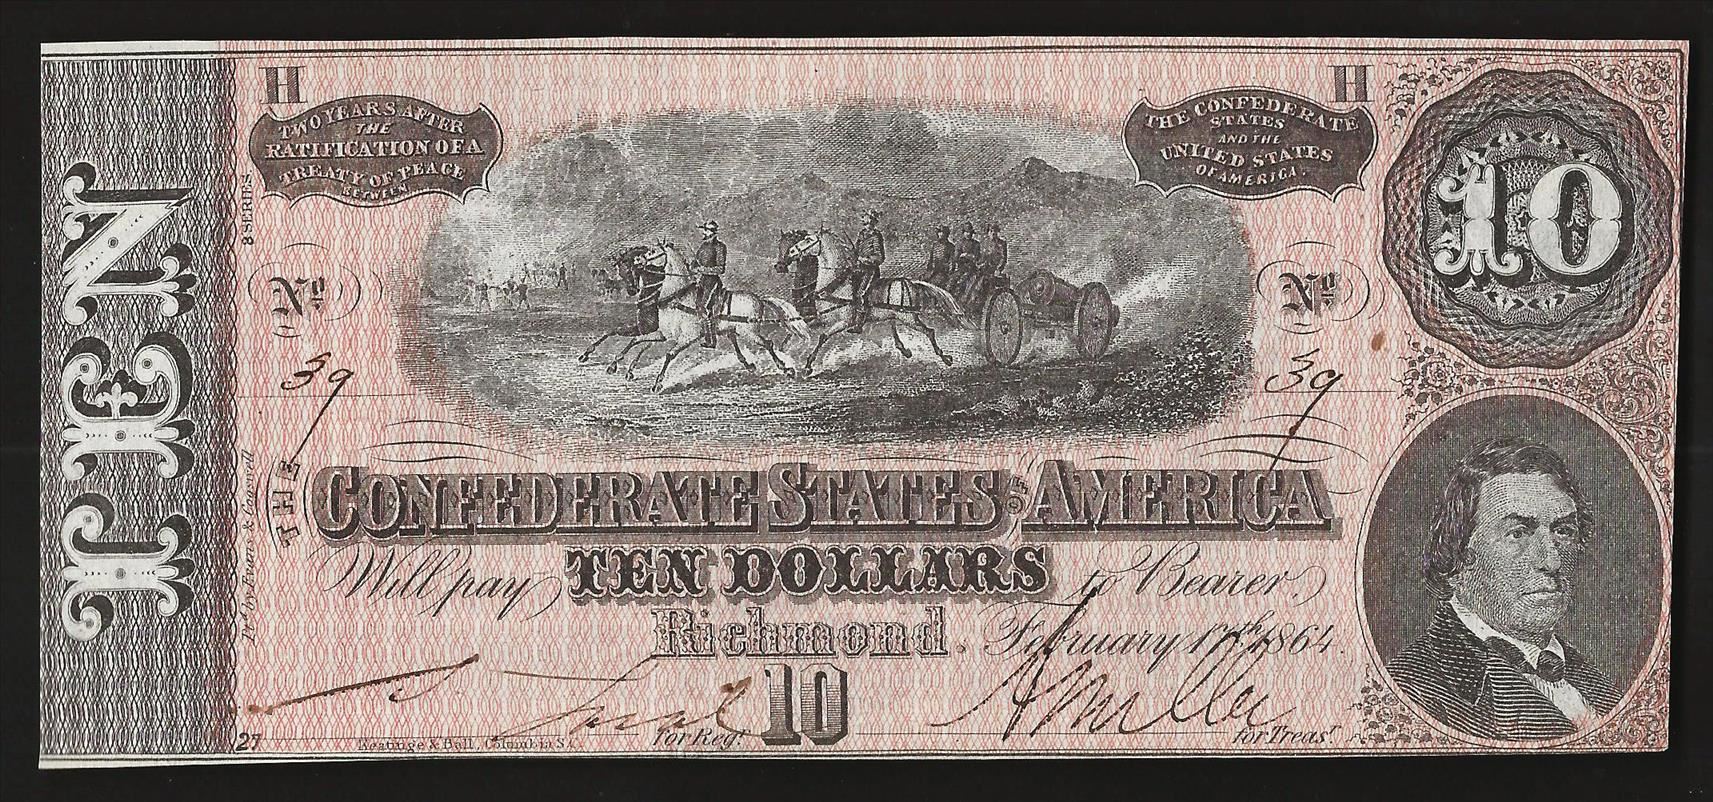 H
H
TWO YEARS AFTER
THE
RATIFICATION OF A
TREATY OF PEACE
BETWEEN
THE CONFEDERATE
STATES
AND THE
UNITED STATES
OF AMERICA.
10
TEN
8 SERIES
No
No
39
39
THE
CONFEDERATE STATES OF AMERICA
Will pay TEN DOLLARS to Bearer.
Richmond. February 17th 1864.
10
for Regr
for Treasr
27
Keatinge & Ball, Columbia S.C.